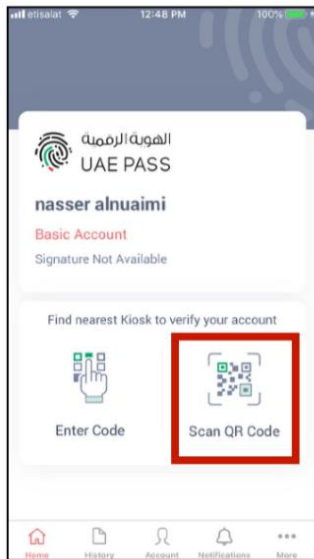 etisalat 12:48 PM 100%
الهوية الرقمية
UAE PASS
nasser alnuaimi
Basic Account
Signature Not Available
Find nearest Kiosk to verify your account
Enter Code Scan QR Code
Home History Account Notifications More